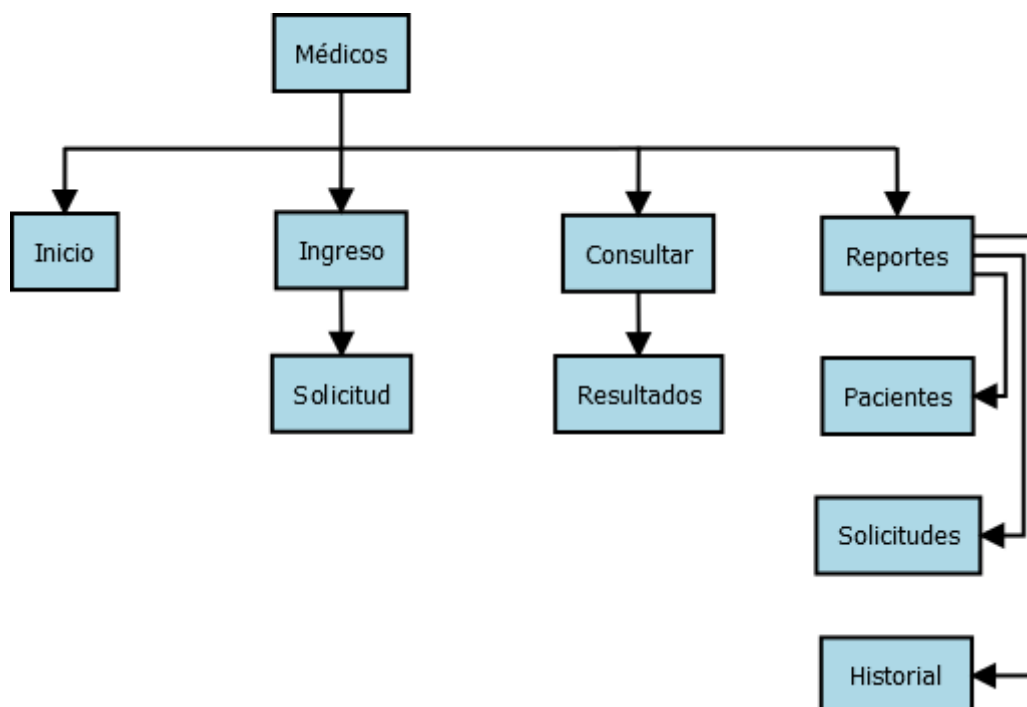 Médicos
Inicio
Ingreso
Consultar
Reportes
Solicitud
Resultados
Pacientes
Solicitudes
Historial